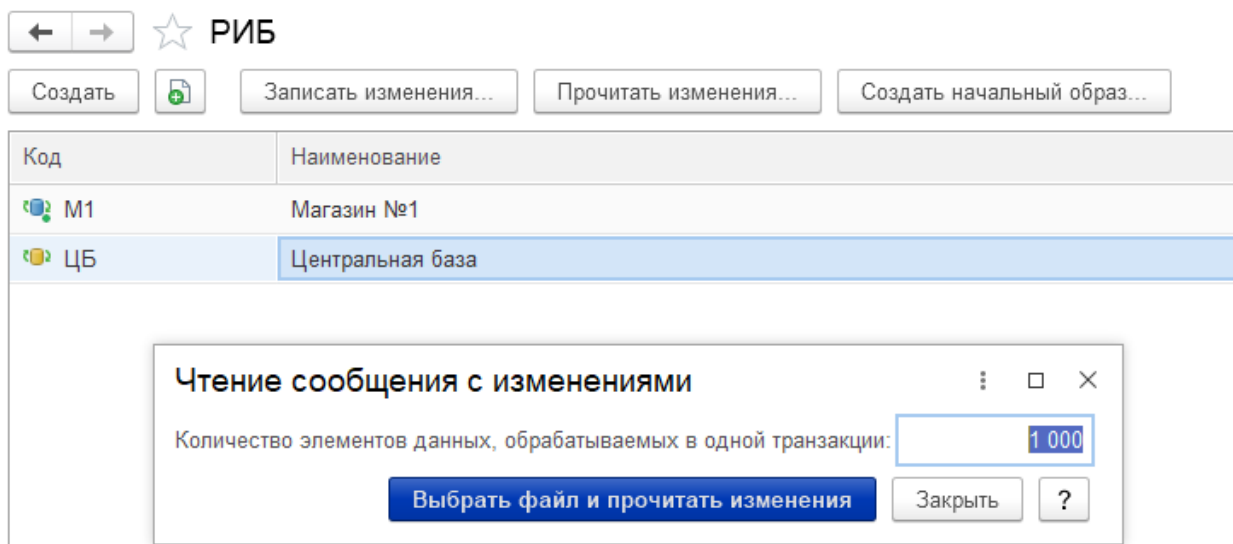 РИБ
Создать Записать изменения... Прочитать изменения... Создать начальный образ...
Код Наименование
М1 Магазин №1
ЦБ Центральная база
Чтение сообщения с изменениями
Количество элементов данных, обрабатываемых в одной транзакции: 1 000
Выбрать файл и прочитать изменения Закрыть ?